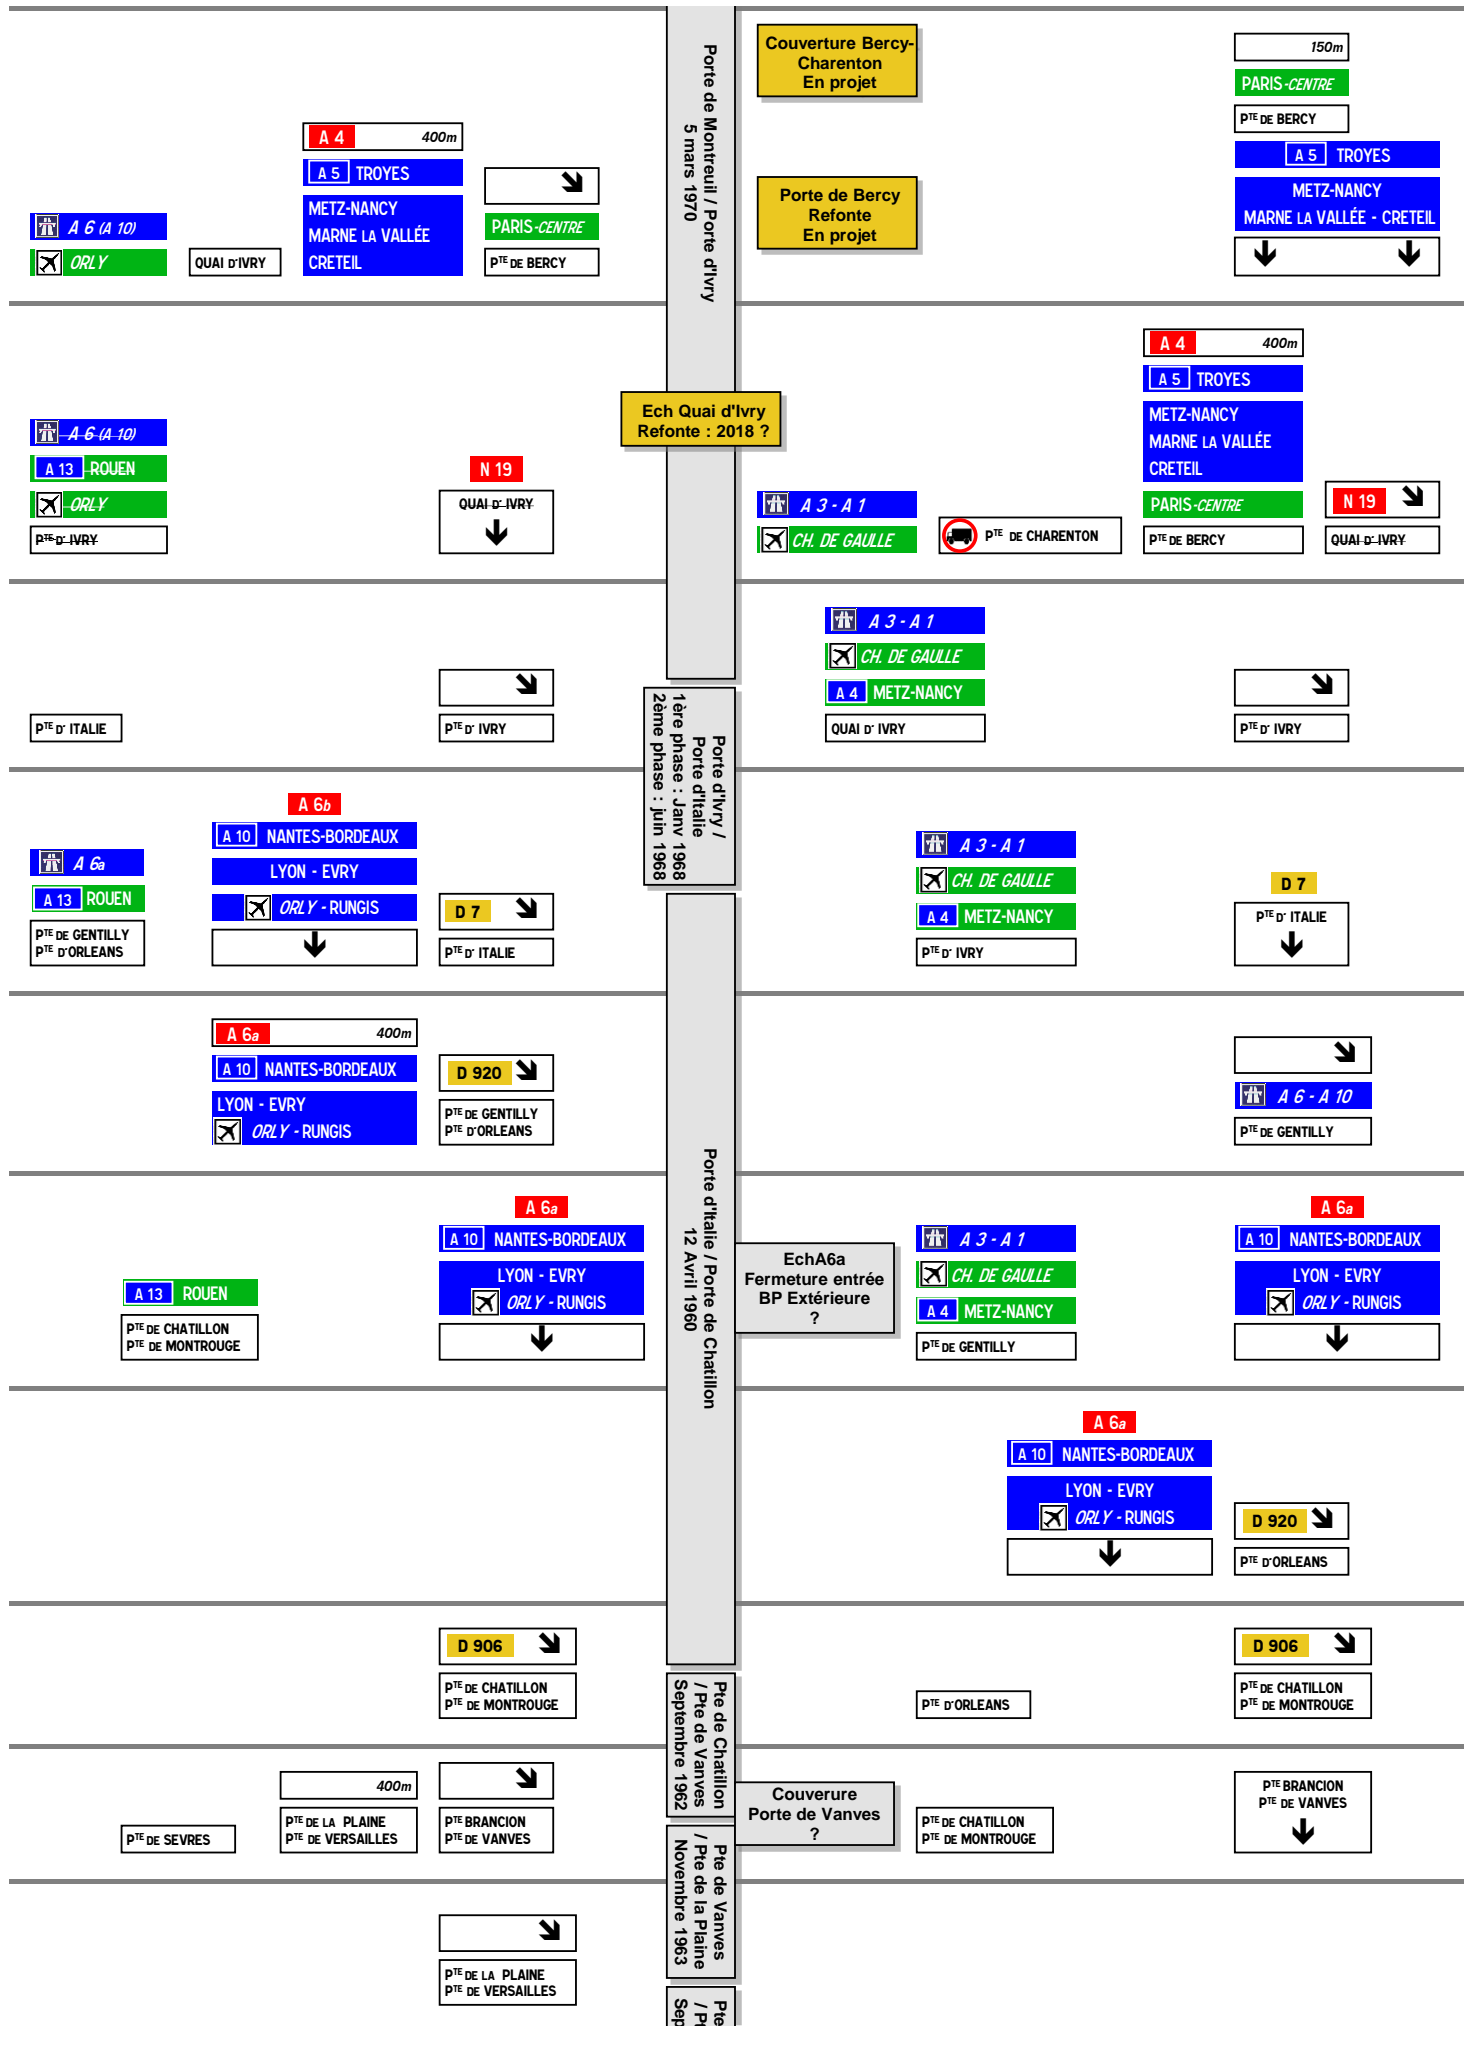 Porte de Montreuil / Porte d'Ivry
5 mars 1970
Couverture Bercy-
Charenton
En projet
150m
PARIS-CENTRE
PTE DE BERCY
A 5 TROYES
METZ-NANCY
MARNE LA VALLÉE - CRETEIL
A 4 400m
A 5 TROYES
METZ-NANCY
MARNE LA VALLÉE
CRETEIL
PARIS-CENTRE
PTE DE BERCY
A 6 (A 10)
ORLY
QUAI D'IVRY
Porte de Bercy
Refonte
En projet
Ech Quai d'Ivry
Refonte : 2018 ?
A 6 (A 10)
A 13 ROUEN
ORLY
PTE D' IVRY
N 19
QUAI D' IVRY
A 3 - A 1
CH. DE GAULLE
PTE DE CHARENTON
A 4 400m
A 5 TROYES
METZ-NANCY
MARNE LA VALLÉE
CRETEIL
PARIS-CENTRE
PTE DE BERCY
N 19
QUAI D' IVRY
PTE D' ITALIE
PTE D' IVRY
A 3 - A 1
CH. DE GAULLE
A 4 METZ-NANCY
QUAI D' IVRY
PTE D' IVRY
Porte d'Ivry /
Porte d'Italie
1ère phase : Janv 1968
2ème phase : juin 1968
A 6a
A 13 ROUEN
PTE DE GENTILLY
PTE D'ORLEANS
A 6b
A 10 NANTES-BORDEAUX
LYON - EVRY
ORLY - RUNGIS
D 7
PTE D' ITALIE
A 3 - A 1
CH. DE GAULLE
A 4 METZ-NANCY
PTE D' IVRY
D 7
PTE D' ITALIE
Porte d'Italie / Porte de Chatillon
12 Avril 1960
A 6a 400m
A 10 NANTES-BORDEAUX
LYON - EVRY
ORLY - RUNGIS
D 920
PTE DE GENTILLY
PTE D'ORLEANS
A 6 - A 10
PTE DE GENTILLY
A 13 ROUEN
PTE DE CHATILLON
PTE DE MONTROUGE
A 6a
A 10 NANTES-BORDEAUX
LYON - EVRY
ORLY - RUNGIS
EchA6a
Fermeture entrée
BP Extérieure
?
A 3 - A 1
CH. DE GAULLE
A 4 METZ-NANCY
PTE DE GENTILLY
A 6a
A 10 NANTES-BORDEAUX
LYON - EVRY
ORLY - RUNGIS
A 6a
A 10 NANTES-BORDEAUX
LYON - EVRY
ORLY - RUNGIS
D 920
PTE D'ORLEANS
D 906
PTE DE CHATILLON
PTE DE MONTROUGE
Pte de Chatillon
/ Pte de Vanves
Septembre 1962
PTE D'ORLEANS
D 906
PTE DE CHATILLON
PTE DE MONTROUGE
PTE DE SEVRES
400m
PTE DE LA PLAINE
PTE DE VERSAILLES
PTE BRANCION
PTE DE VANVES
Couverure
Porte de Vanves
?
PTE DE CHATILLON
PTE DE MONTROUGE
PTE BRANCION
PTE DE VANVES
Pte de Vanves
/ Pte de la Plaine
Novembre 1963
PTE DE LA PLAINE
PTE DE VERSAILLES
Pte